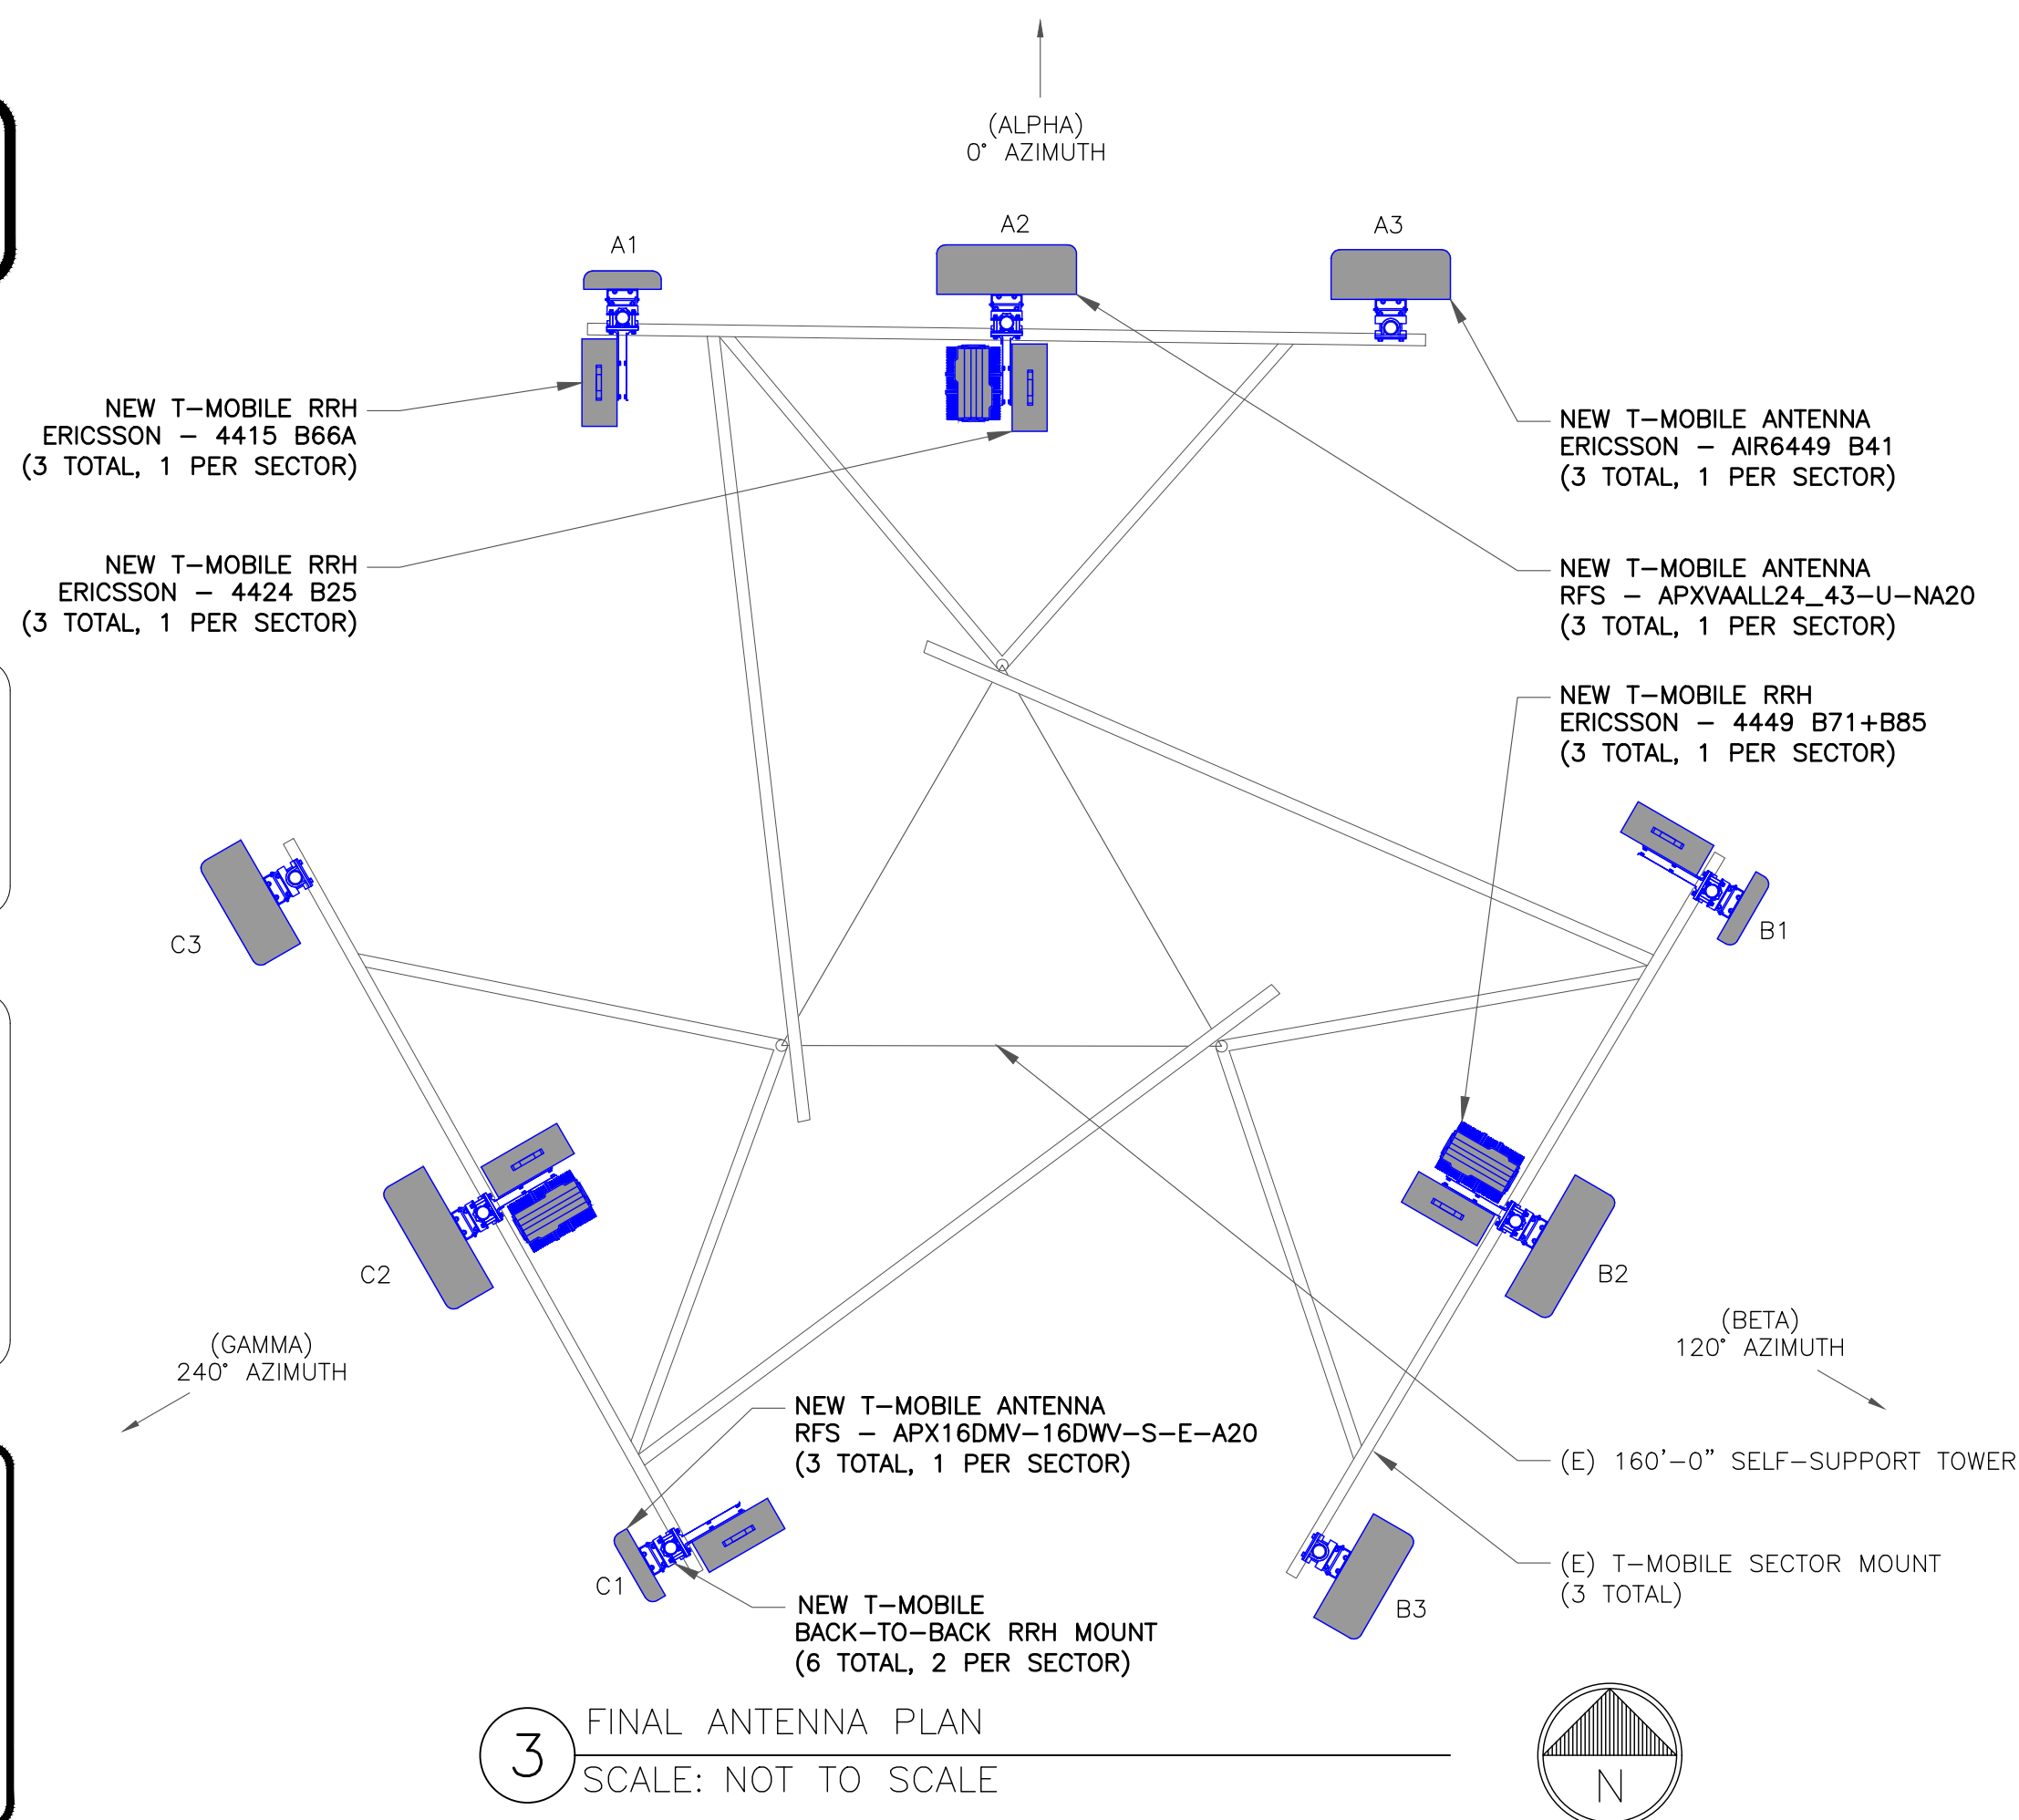 (ALPHA)
0° AZIMUTH
A1
A2
A3
NEW T-MOBILE RRH
ERICSSON - 4415 B66A
(3 TOTAL, 1 PER SECTOR)
NEW T-MOBILE ANTENNA
ERICSSON - AIR6449 B41
(3 TOTAL, 1 PER SECTOR)
NEW T-MOBILE RRH
ERICSSON - 4424 B25
(3 TOTAL, 1 PER SECTOR)
NEW T-MOBILE ANTENNA
RFS - APXVAALL24_43-U-NA20
(3 TOTAL, 1 PER SECTOR)
NEW T-MOBILE RRH
ERICSSON - 4449 B71+B85
(3 TOTAL, 1 PER SECTOR)
C3
B1
C2
B2
(GAMMA)
240° AZIMUTH
(BETA)
120° AZIMUTH
NEW T-MOBILE ANTENNA
RFS - APX16DMV-16DWV-S-E-A20
(3 TOTAL, 1 PER SECTOR)
(E) 160'-0" SELF-SUPPORT TOWER
(E) T-MOBILE SECTOR MOUNT
(3 TOTAL)
C1
B3
NEW T-MOBILE
BACK-TO-BACK RRH MOUNT
(6 TOTAL, 2 PER SECTOR)
3
FINAL ANTENNA PLAN
SCALE: NOT TO SCALE
N